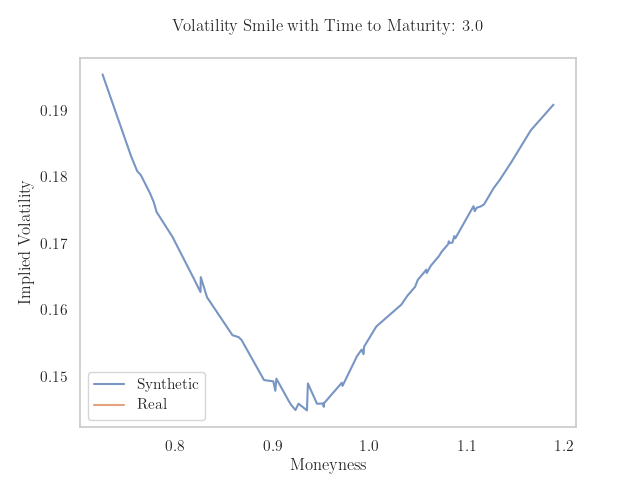 Volatility Smile with Time to Maturity: 3.0
0.19
0.18
0.17
0.16
0.15
Implied Volatility
Synthetic
Real
0.8 0.9 1.0 1.1 1.2
Moneyness